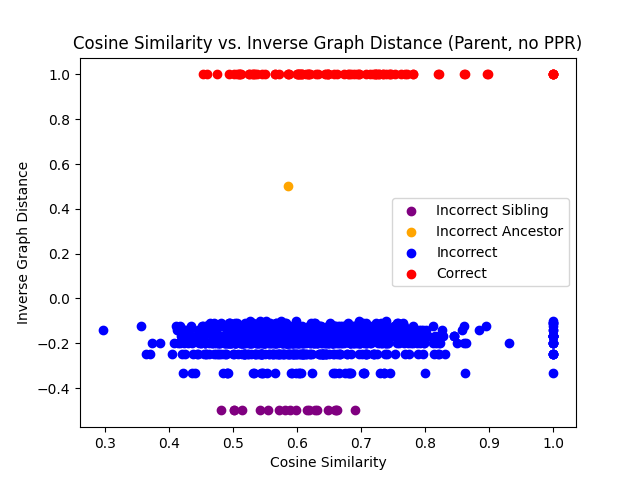 Cosine Similarity vs. Inverse Graph Distance (Parent, no PPR)
1.0
0.8
0.6
0.4
0.2
0.0
−0.2
−0.4
Inverse Graph Distance
Incorrect Sibling
Incorrect Ancestor
Incorrect
Correct
0.3 0.4 0.5 0.6 0.7 0.8 0.9 1.0
Cosine Similarity